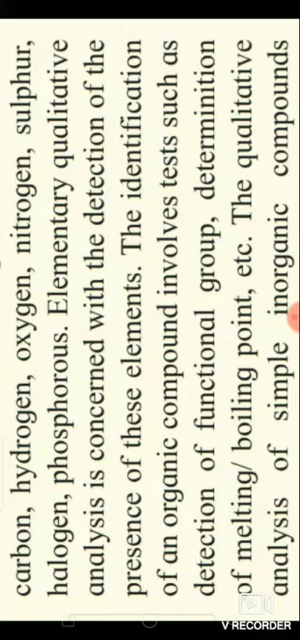 carbon, hydrogen, oxygen, nitrogen, sulphur,
halogen, phosphorous. Elementary qualitative
analysis is concerned with the detection of the
presence of these elements. The identification
of an organic compound involves tests such as
detection of functional group, determinition
of melting/ boiling point, etc. The qualitative
analysis of simple inorganic compounds
V RECORDER